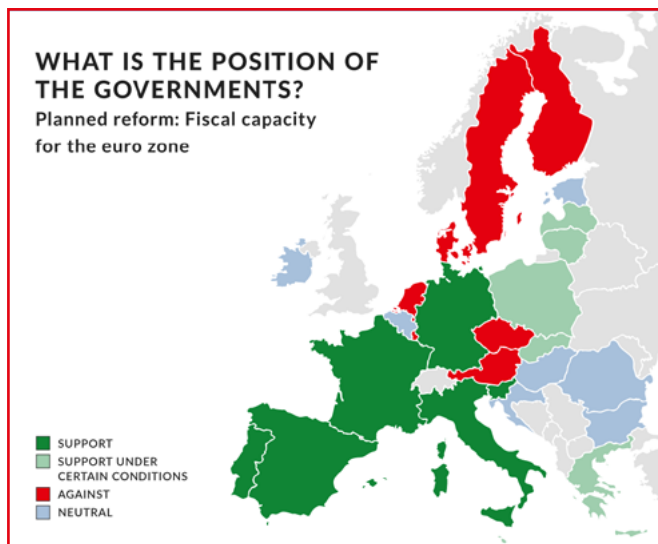 WHAT IS THE POSITION OF
THE GOVERNMENTS?
Planned reform: Fiscal capacity
for the euro zone
SUPPORT
SUPPORT UNDER
CERTAIN CONDITIONS
AGAINST
NEUTRAL